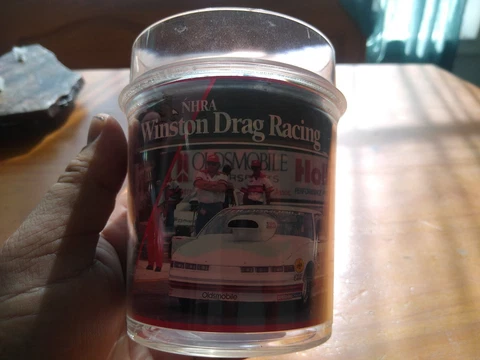 NHRA
Winston Drag Racing
OLDSMOBILE
Oldsmobile